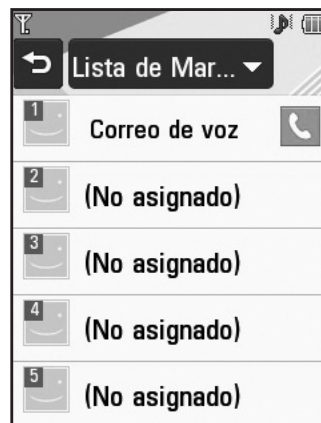 Lista de Mar...
1
Correo de voz
2
(No asignado)
3
(No asignado)
4
(No asignado)
5
(No asignado)